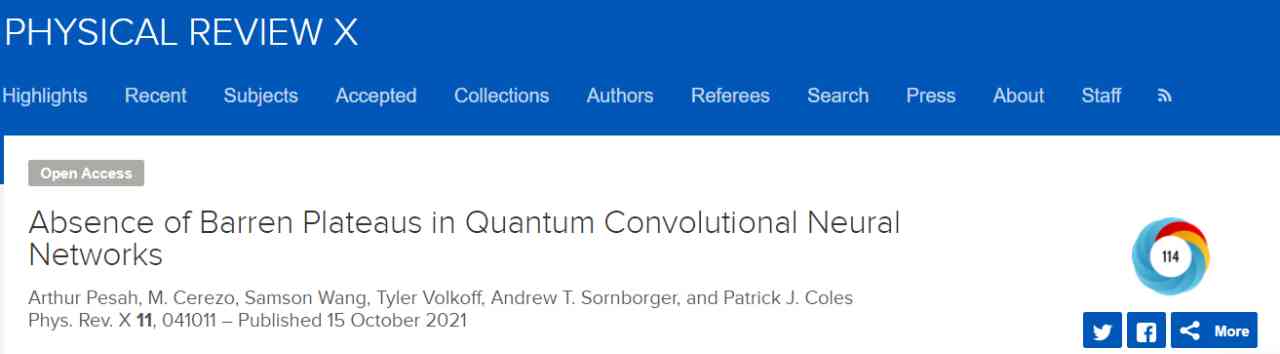 PHYSICAL REVIEW X
Highlights Recent Subjects Accepted Collections Authors Referees Search Press About Staff
Open Access
Absence of Barren Plateaus in Quantum Convolutional Neural
Networks
114
Arthur Pesah, M. Cerezo, Samson Wang, Tyler Volkoff, Andrew T. Sornborger, and Patrick J. Coles
Phys. Rev. X 11, 041011 – Published 15 October 2021
More